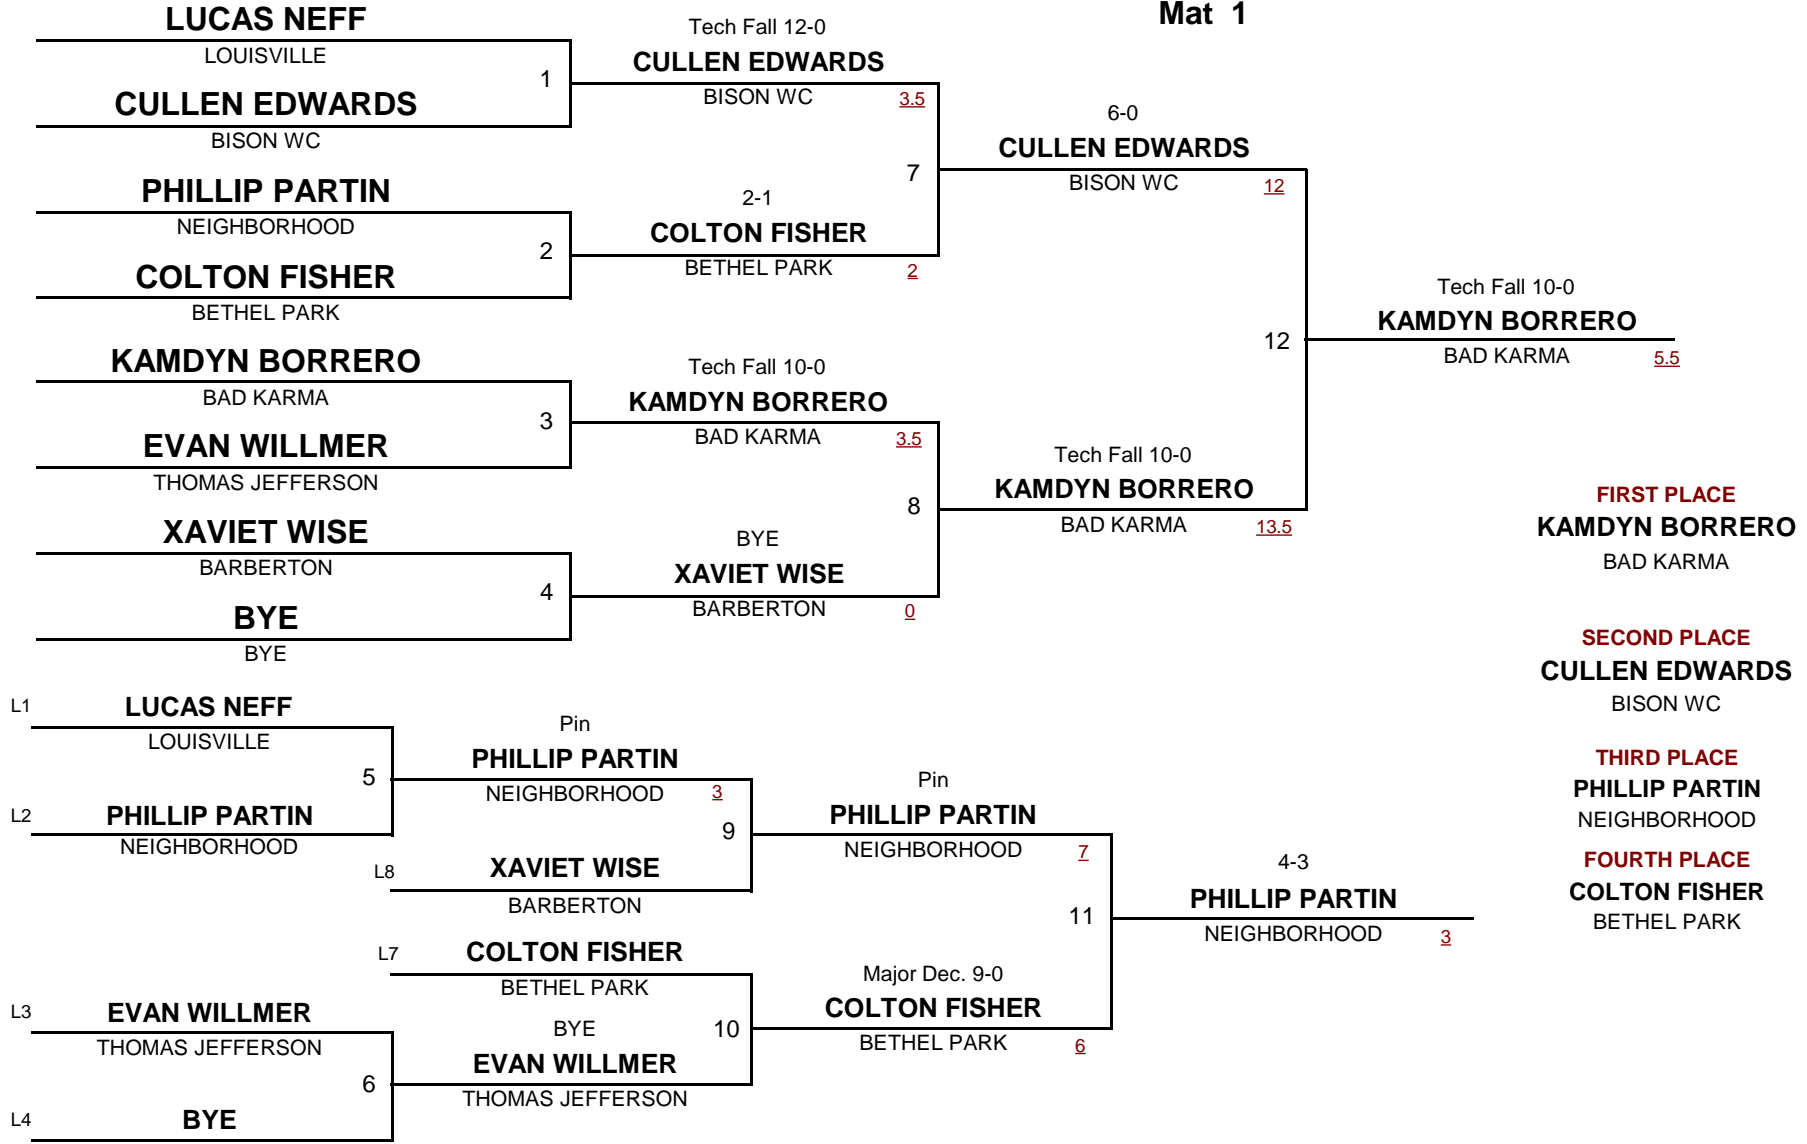 Mat 1
LUCAS NEFF
LOUISVILLE
1
CULLEN EDWARDS
BISON WC
PHILLIP PARTIN
NEIGHBORHOOD
2
COLTON FISHER
BETHEL PARK
KAMDYN BORRERO
BAD KARMA
3
EVAN WILLMER
THOMAS JEFFERSON
XAVIET WISE
BARBERTON
4
BYE
BYE
Tech Fall 12-0
CULLEN EDWARDS
BISON WC 3.5
7
2-1
COLTON FISHER
BETHEL PARK 2
Tech Fall 10-0
KAMDYN BORRERO
BAD KARMA 3.5
8
BYE
XAVIET WISE
BARBERTON 0
6-0
CULLEN EDWARDS
BISON WC 12
12
Tech Fall 10-0
KAMDYN BORRERO
BAD KARMA 13.5
Tech Fall 10-0
KAMDYN BORRERO
BAD KARMA 5.5
FIRST PLACE
KAMDYN BORRERO
BAD KARMA
SECOND PLACE
CULLEN EDWARDS
BISON WC
THIRD PLACE
PHILLIP PARTIN
NEIGHBORHOOD
FOURTH PLACE
COLTON FISHER
BETHEL PARK
L1 LUCAS NEFF
LOUISVILLE
5
L2 PHILLIP PARTIN
NEIGHBORHOOD
Pin
PHILLIP PARTIN
NEIGHBORHOOD 3
9
L8 XAVIET WISE
BARBERTON
L7 COLTON FISHER
BETHEL PARK
10
BYE
EVAN WILLMER
THOMAS JEFFERSON
L3 EVAN WILLMER
THOMAS JEFFERSON
6
L4 BYE
Pin
PHILLIP PARTIN
NEIGHBORHOOD 7
11
Major Dec. 9-0
COLTON FISHER
BETHEL PARK 6
4-3
PHILLIP PARTIN
NEIGHBORHOOD 3